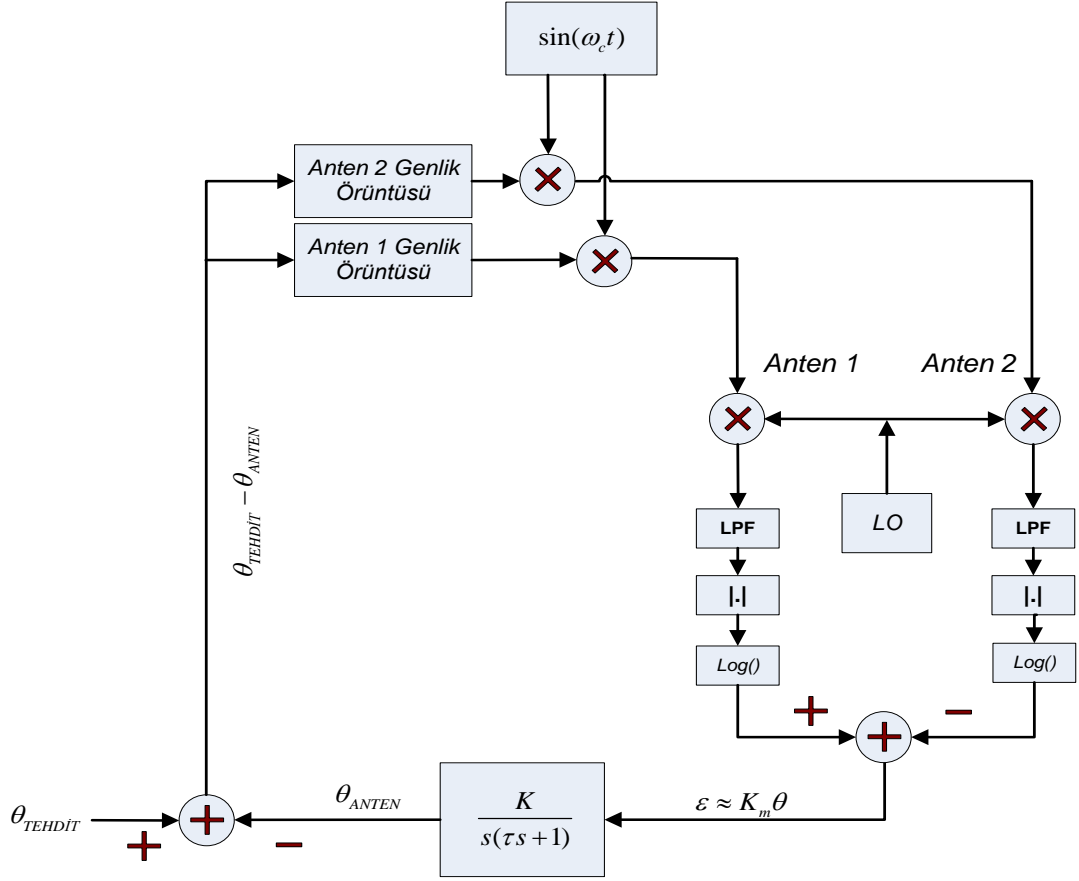 sin(ω_c t)
Anten 2 Genlik
Örüntüsü
Anten 1 Genlik
Örüntüsü
Anten 1
Anten 2
θ_TEHDİT − θ_ANTEN
LO
LPF
LPF
|.|
|.|
Log()
Log()
+
−
θ_TEHDİT
+
−
θ_ANTEN
K
s(τs+1)
ε ≈ K_m θ